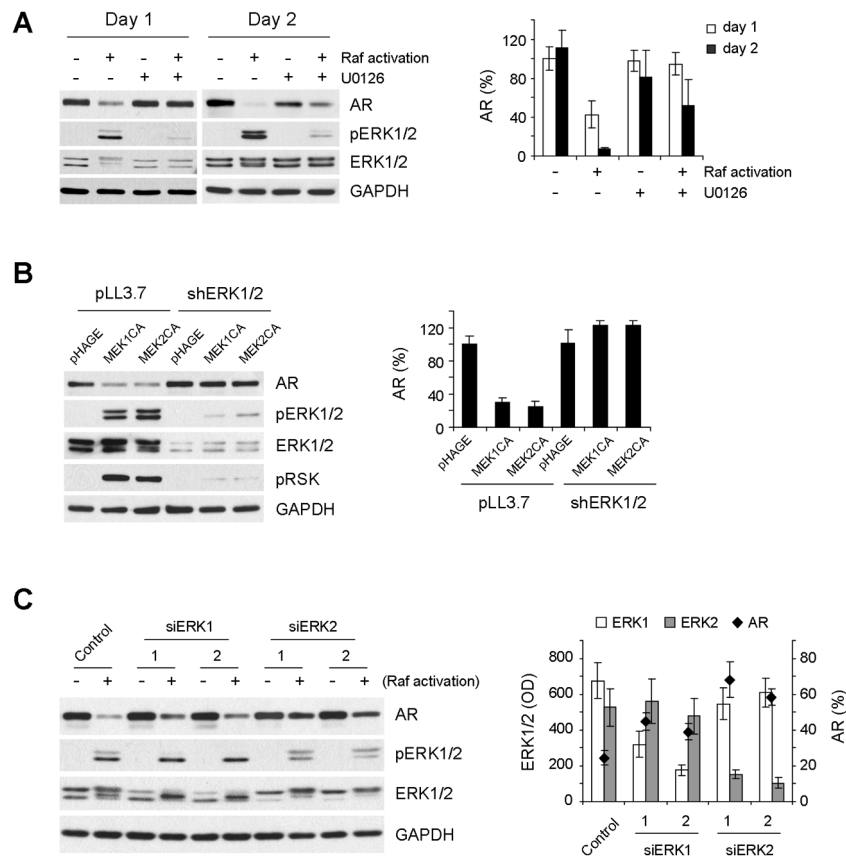 A
Day 1 Day 2
- + - + - + - + Raf activation
- - + + - - + + U0126
AR
pERK1/2
ERK1/2
GAPDH
day 1
day 2
AR (%)
120
80
40
0
- + - + Raf activation
- - + + U0126
B
pLL3.7 shERK1/2
pHAGE MEK1CA MEK2CA pHAGE MEK1CA MEK2CA
AR
pERK1/2
ERK1/2
pRSK
GAPDH
AR (%)
120
80
40
0
pHAGE MEK1CA MEK2CA pHAGE MEK1CA MEK2CA
pLL3.7 shERK1/2
C
Control siERK1 siERK2
1 2 1 2
- + - + - + - + - + (Raf activation)
AR
pERK1/2
ERK1/2
GAPDH
ERK1 ERK2 AR
ERK1/2 (OD)
800
600
400
200
0
80
60
40
20
0
AR (%)
Control 1 2 1 2
siERK1 siERK2